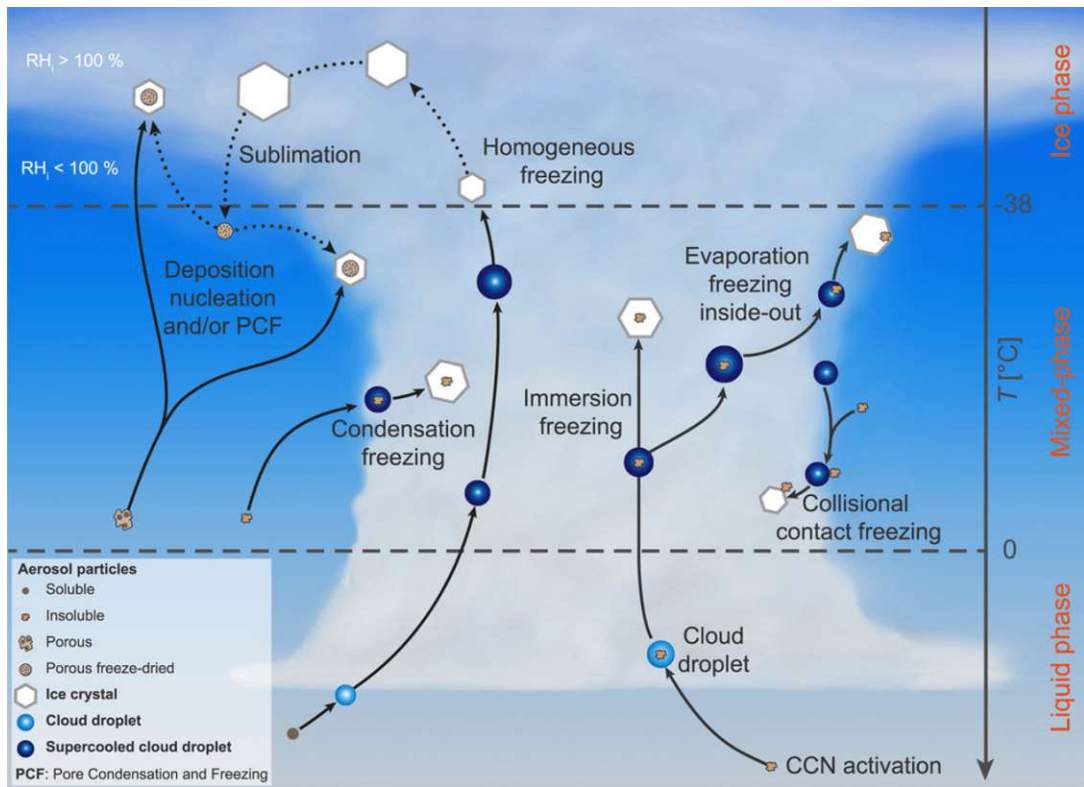 RHi > 100 %
RHi < 100 %
Sublimation
Homogeneous
freezing
Ice phase
-38
Deposition
nucleation
and/or PCF
Evaporation
freezing
inside-out
Condensation
freezing
Immersion
freezing
T [°C]
Mixed-phase
Collisional
contact freezing
0
Cloud
droplet
Liquid phase
CCN activation
Aerosol particles
Soluble
Insoluble
Porous
Porous freeze-dried
Ice crystal
Cloud droplet
Supercooled cloud droplet
PCF: Pore Condensation and Freezing